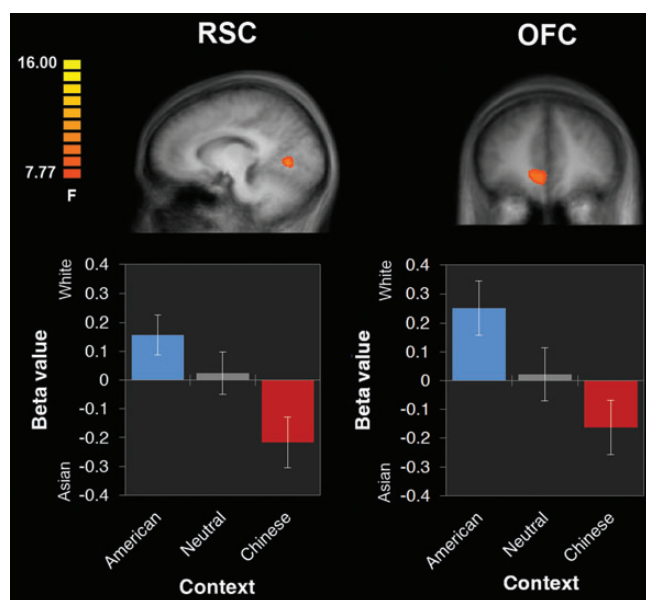 RSC
OFC
16.00
7.77
F
White
Asian
Beta value
0.4
0.3
0.2
0.1
0
-0.1
-0.2
-0.3
-0.4
American
Neutral
Chinese
Context
White
Asian
Beta value
0.4
0.3
0.2
0.1
0
-0.1
-0.2
-0.3
-0.4
American
Neutral
Chinese
Context